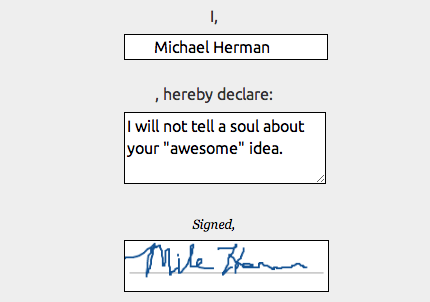 I,
Michael Herman
, hereby declare:
I will not tell a soul about
your "awesome" idea.
Signed,
Mike Herman